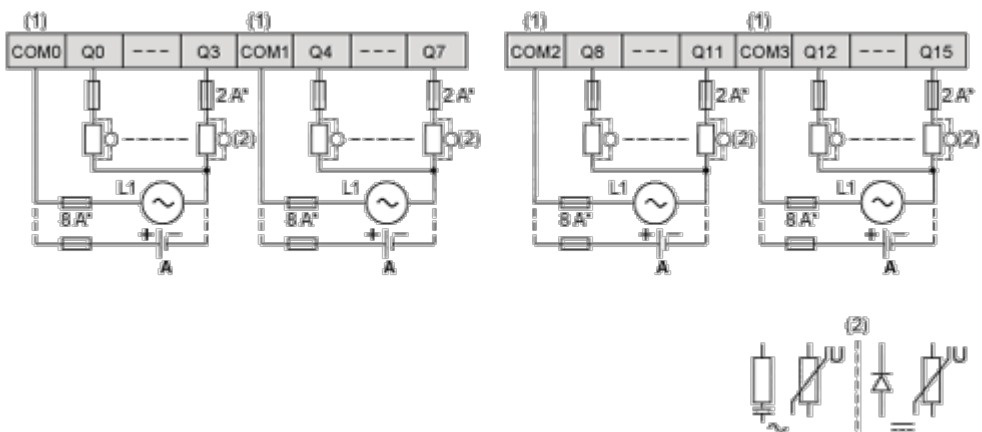 (1) (1) (1) (1)
COM0 Q0 --- Q3 COM1 Q4 --- Q7 COM2 Q8 --- Q11 COM3 Q12 --- Q15
2 A* 2 A* 2 A* 2 A*
(2) (2) (2) (2)
L1 L1 L1 L1
8 A* 8 A* 8 A* 8 A*
+ − + − + − + −
A A A A
(2)
U U